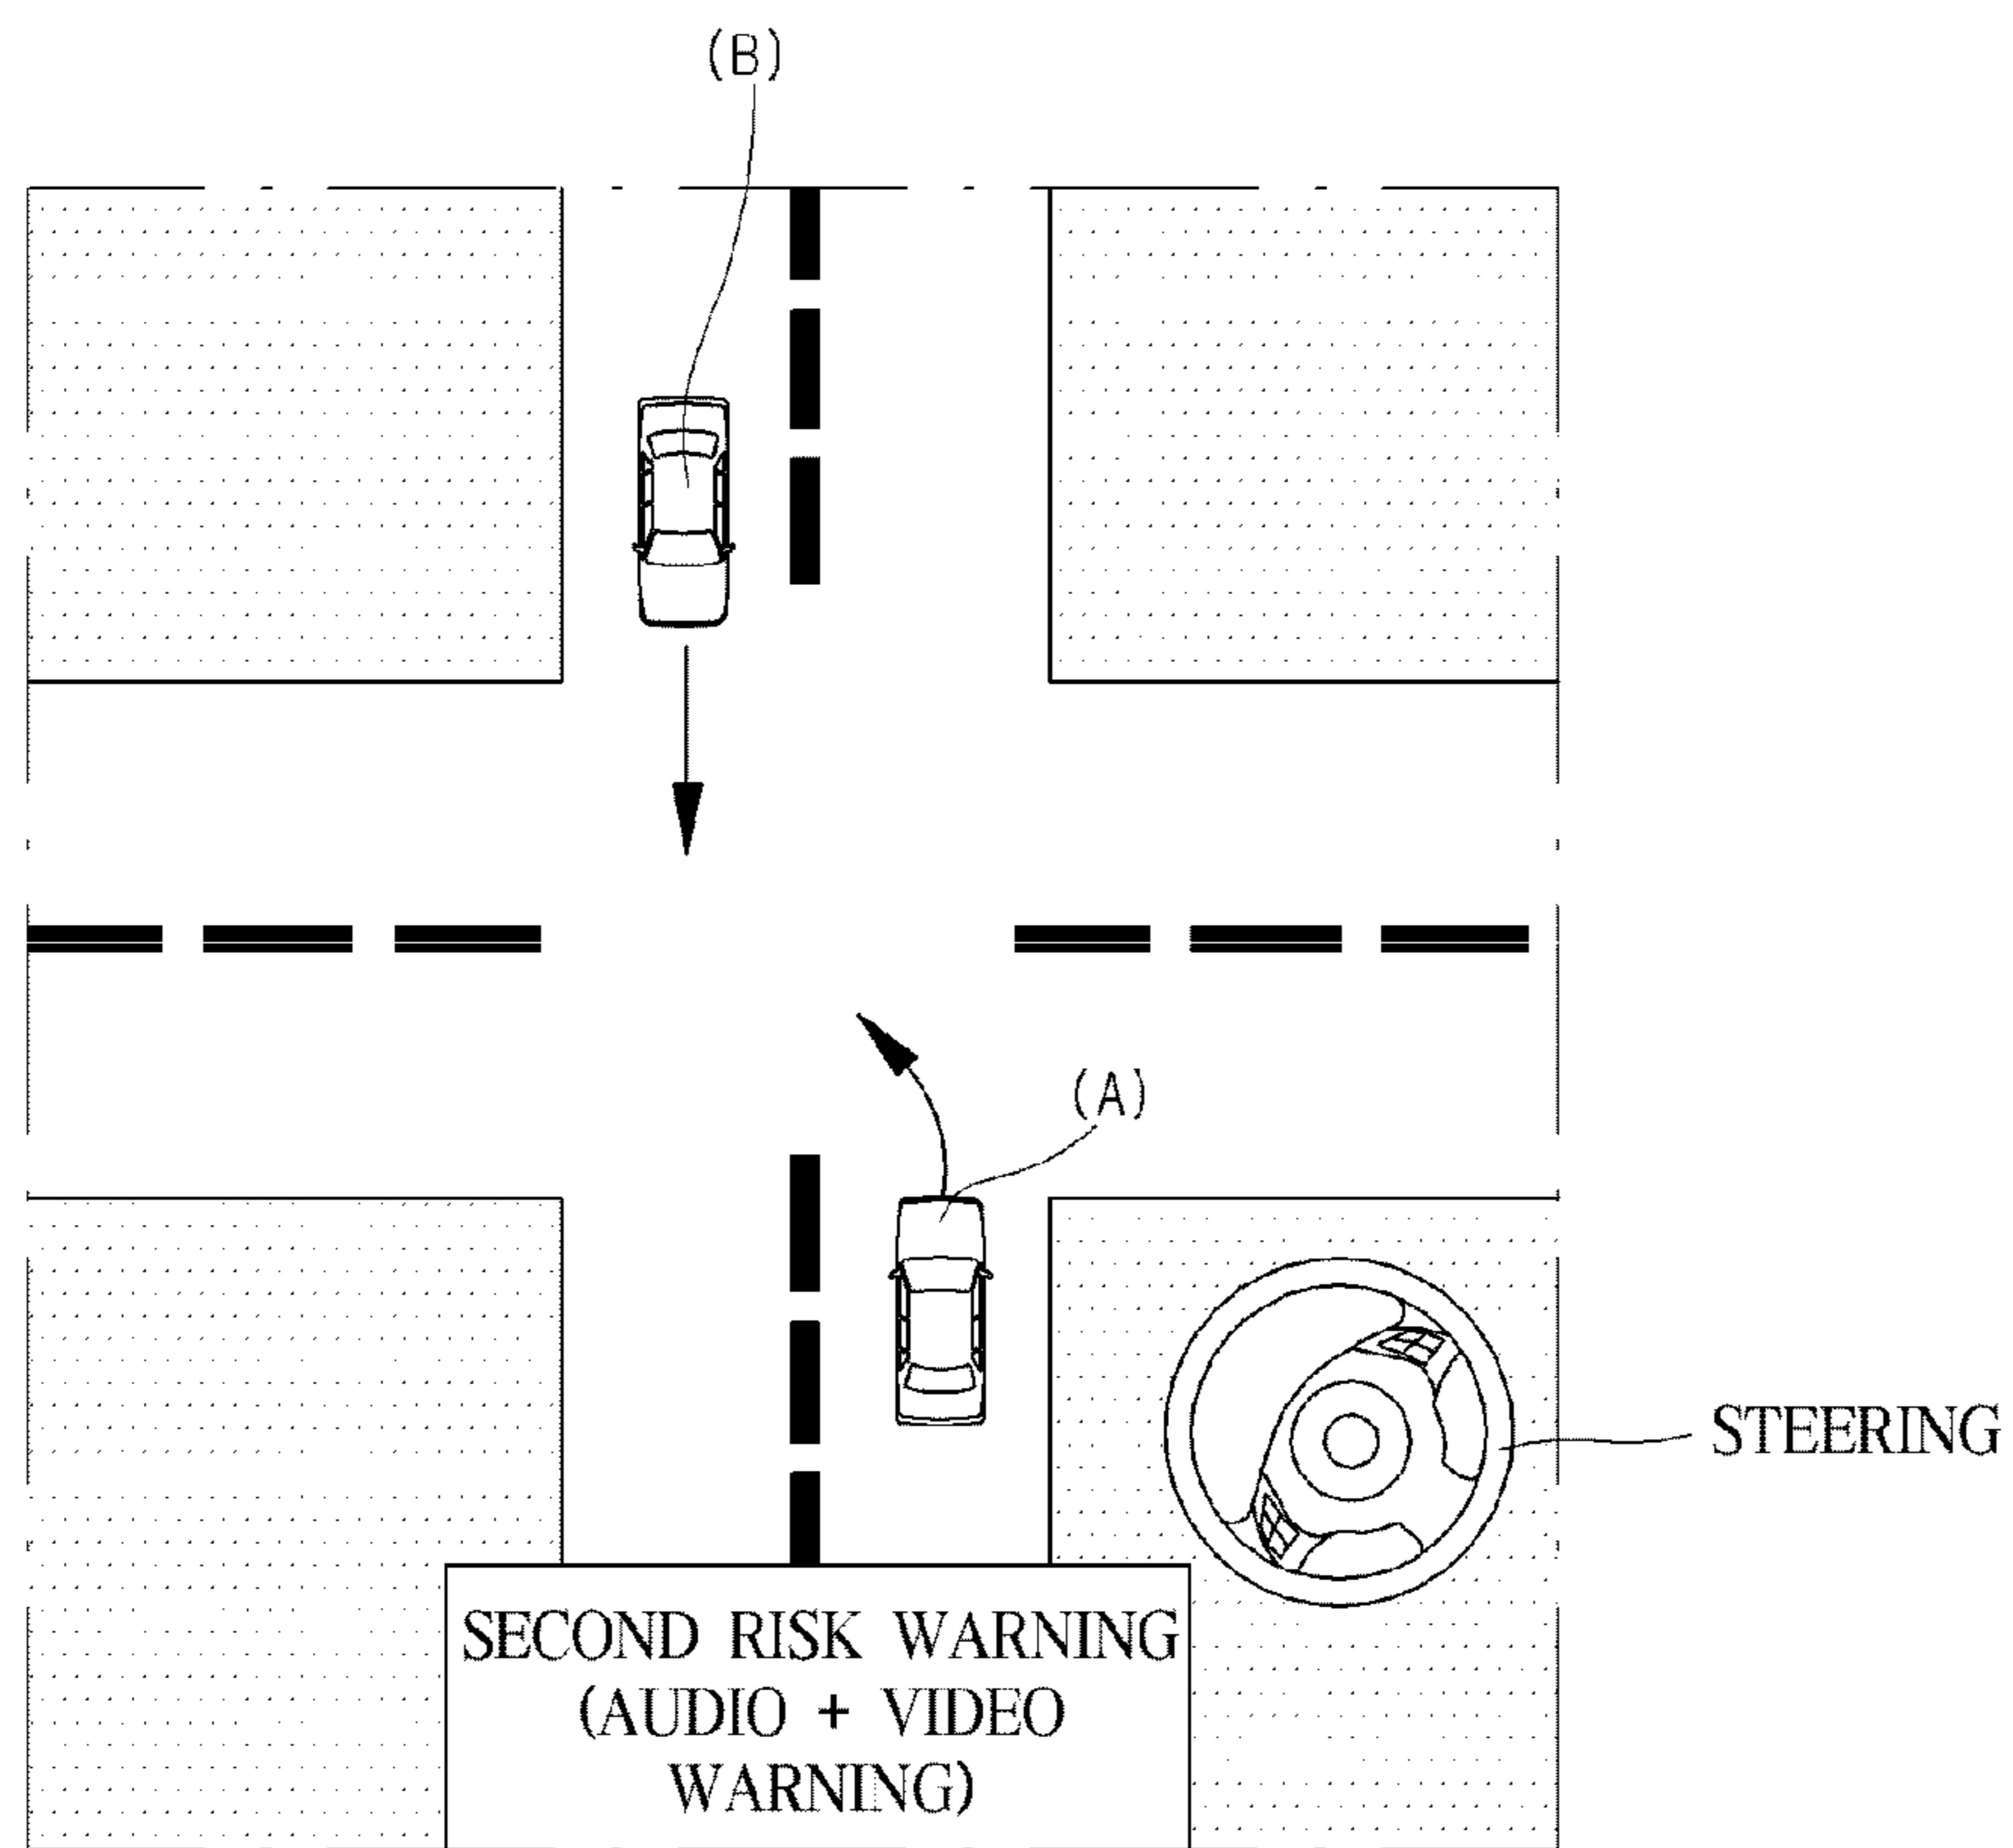 (B)
(A)
STEERING
SECOND RISK WARNING
(AUDIO + VIDEO
WARNING)